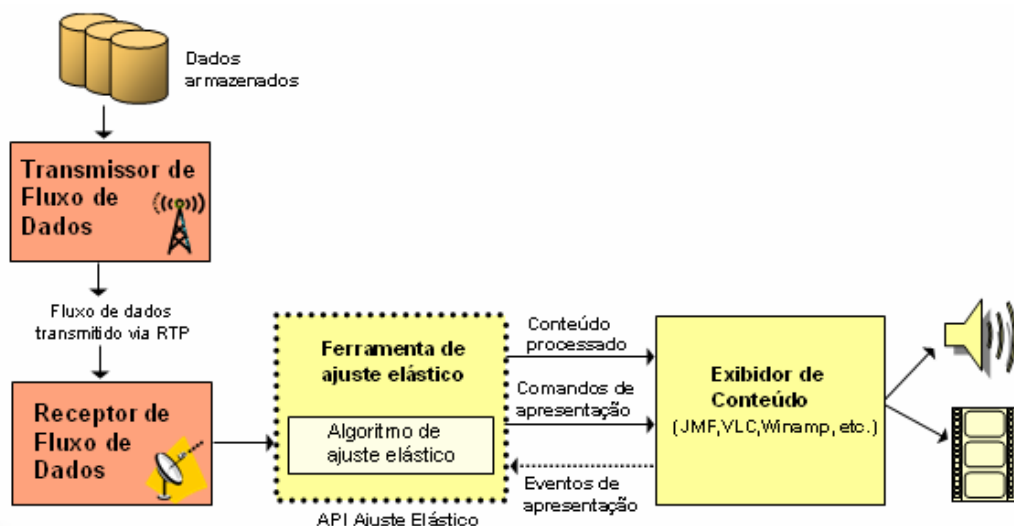 Dados
armazenados
Transmissor de
Fluxo de
Dados
Fluxo de dados
transmitido via RTP
Receptor de
Fluxo de
Dados
Ferramenta de
ajuste elástico
Algoritmo de
ajuste elástico
API Ajuste Elástico
Conteúdo
processado
Comandos de
apresentação
Eventos de
apresentação
Exibidor de
Conteúdo
(JMF,VLC,Winamp, etc.)